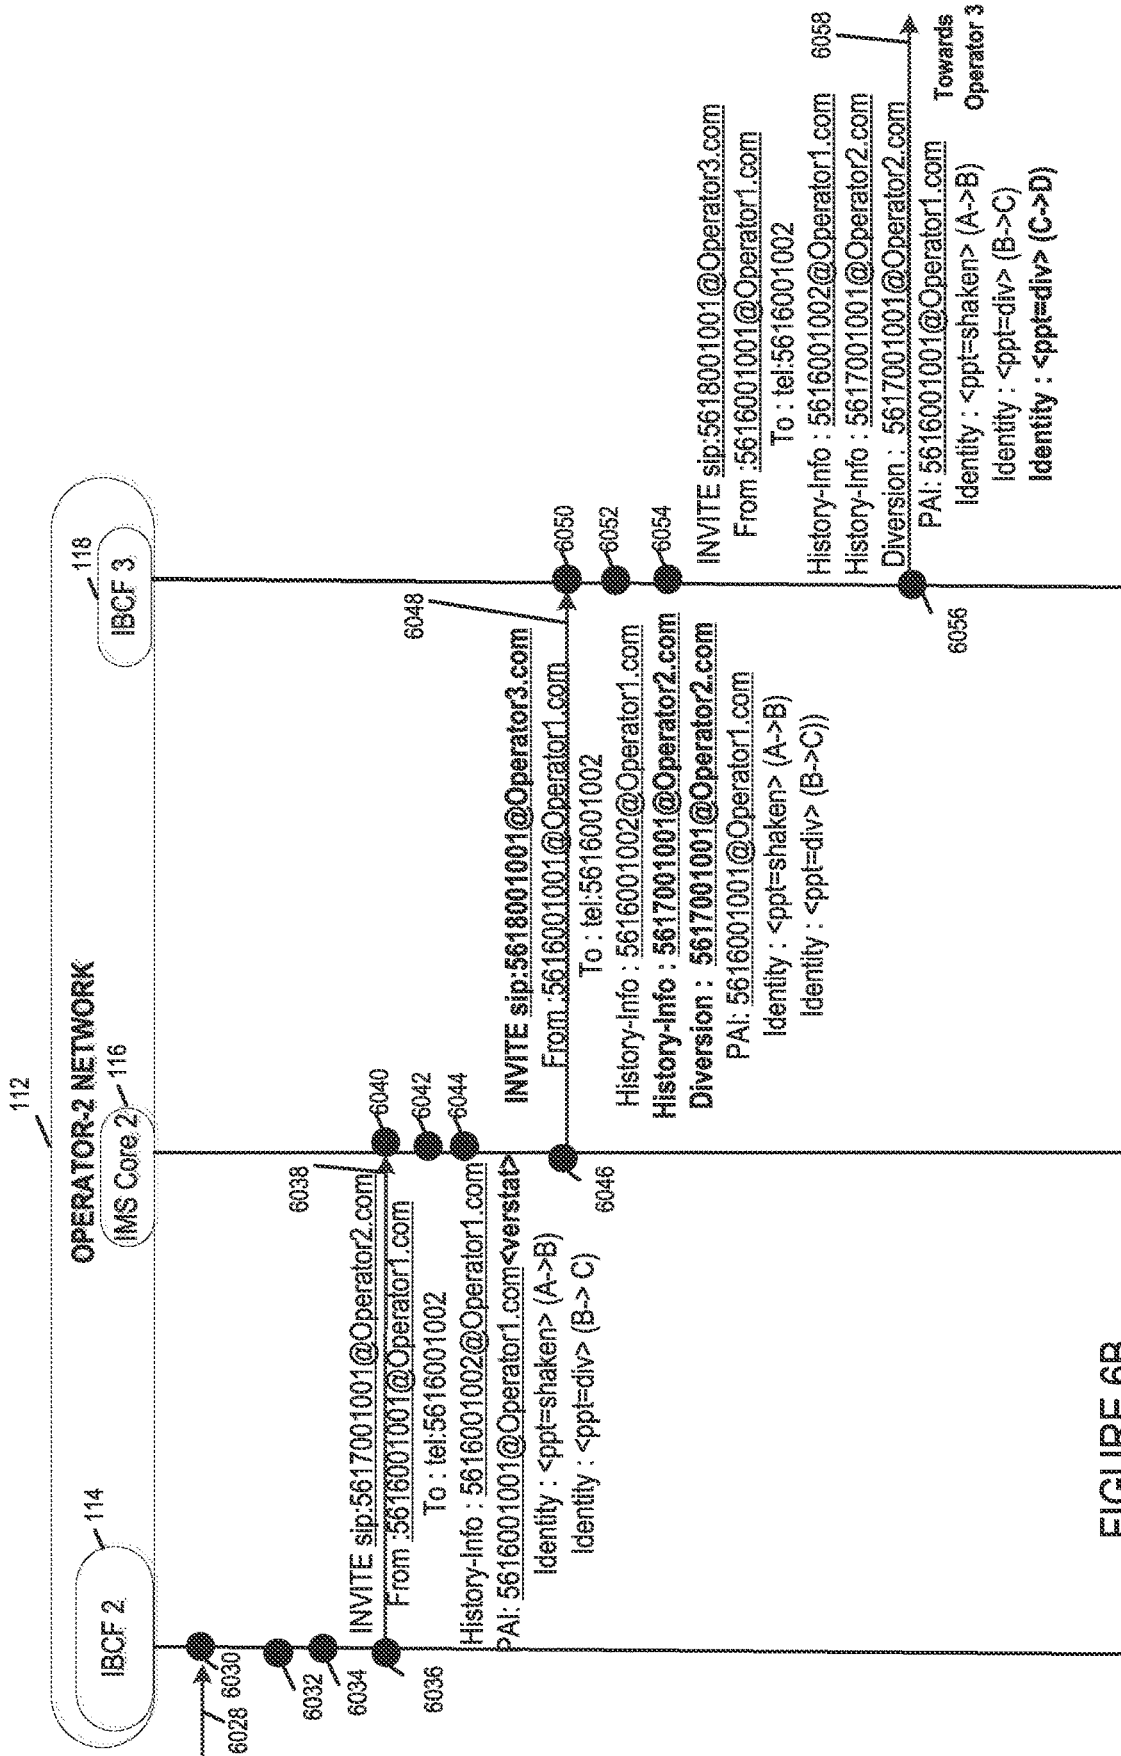 112
OPERATOR-2 NETWORK
114
IBCF 2
116
IMS Core 2
118
IBCF 3
6028
6030
6032
6034
6036
INVITE sip:5617001001@Operator2.com
From :5616001001@Operator1.com
To : tel:5616001002
History-Info : 5616001002@Operator1.com
PAI: 5616001001@Operator1.com<verstat>
Identity : <ppt=shaken> (A->B)
Identity : <ppt=div> (B-> C)
6038
6040
6042
6044
6046
INVITE sip:5618001001@Operator3.com
From :5616001001@Operator1.com
To : tel:5616001002
History-Info : 5616001002@Operator1.com
History-Info : 5617001001@Operator2.com
Diversion : 5617001001@Operator2.com
PAI: 5616001001@Operator1.com
Identity : <ppt=shaken> (A->B)
Identity : <ppt=div> (B->C))
6048
6050
6052
6054
6056
INVITE sip:5618001001@Operator3.com
From :5616001001@Operator1.com
To : tel:5616001002
History-Info : 5616001002@Operator1.com
History-Info : 5617001001@Operator2.com
Diversion : 5617001001@Operator2.com
PAI: 5616001001@Operator1.com
Identity : <ppt=shaken> (A->B)
Identity : <ppt=div> (B->C)
Identity : <ppt=div> (C->D)
6058
Towards
Operator 3
FIGURE 6B